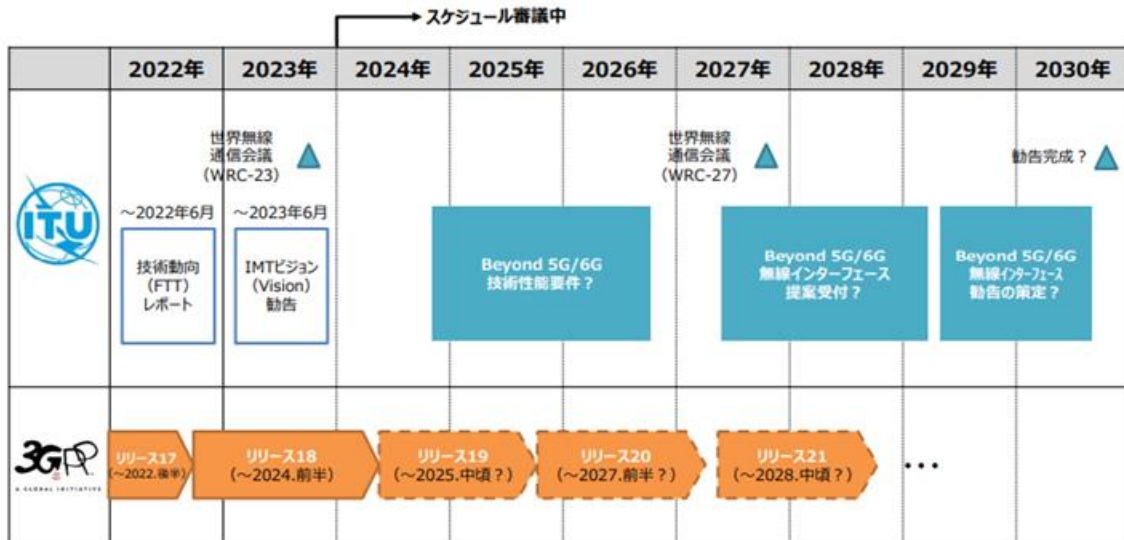 スケジュール審議中
2022年 2023年 2024年 2025年 2026年 2027年 2028年 2029年 2030年
世界無線
通信会議
(WRC-23)
世界無線
通信会議
(WRC-27)
勧告完成？
ITU
～2022年6月
技術動向
(FTT)
レポート
～2023年6月
IMTビジョン
(Vision)
勧告
Beyond 5G/6G
技術性能要件？
Beyond 5G/6G
無線インターフェース
提案受付？
Beyond 5G/6G
無線インターフェース
勧告の策定？
3GPP
A GLOBAL INITIATIVE
リリース17
(～2022.後半)
リリース18
(～2024.前半)
リリース19
(～2025.中頃？)
リリース20
(～2027.前半？)
リリース21
(～2028.中頃？)
•••